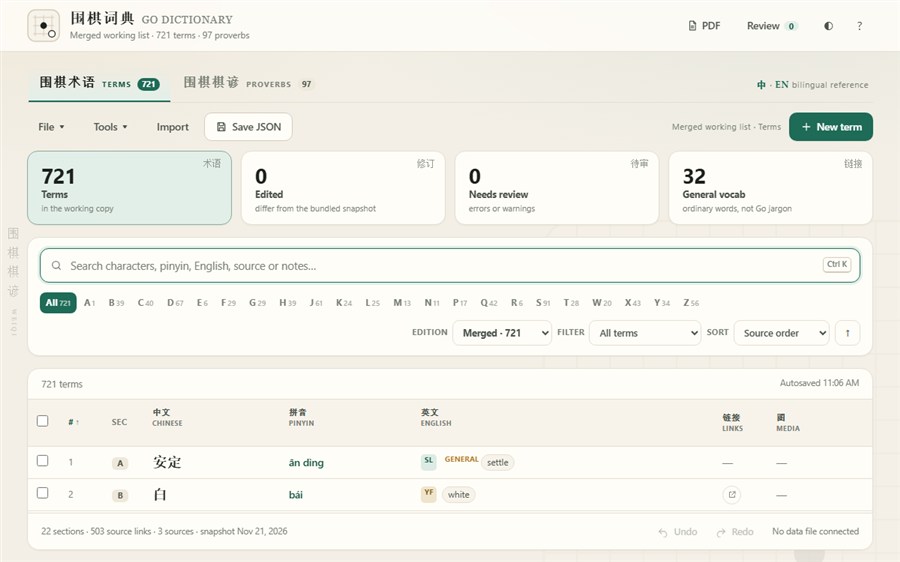 围棋词典 GO DICTIONARY
Merged working list · 721 terms · 97 proverbs
PDF
Review 0
?
围棋术语 TERMS 721
围棋棋谚 PROVERBS 97
中 · EN bilingual reference
File ▾
Tools ▾
Import
Save JSON
Merged working list · Terms
+ New term
术语
721
Terms
in the working copy
修订
0
Edited
differ from the bundled snapshot
待审
0
Needs review
errors or warnings
链接
32
General vocab
ordinary words, not Go jargon
围棋棋谚
WEIQI
Search characters, pinyin, English, source or notes...
Ctrl K
All 721 A 1 B 39 C 40 D 67 E 6 F 29 G 29 H 39 J 61 K 24 L 25 M 13 N 11 P 17 Q 42 R 6 S 91 T 28 W 20 X 43 Y 34 Z 56
EDITION Merged · 721 FILTER All terms SORT Source order ↑
721 terms
Autosaved 11:06 AM
# ↑ SEC 中文 拼音 英文 链接
CHINESE PINYIN ENGLISH LINKS MEDIA
1 A 安定 ān dìng SL GENERAL settle — —
2 B 白 bái YF white —
22 sections · 503 source links · 3 sources · snapshot Nov 21, 2026
Undo
Redo
No data file connected